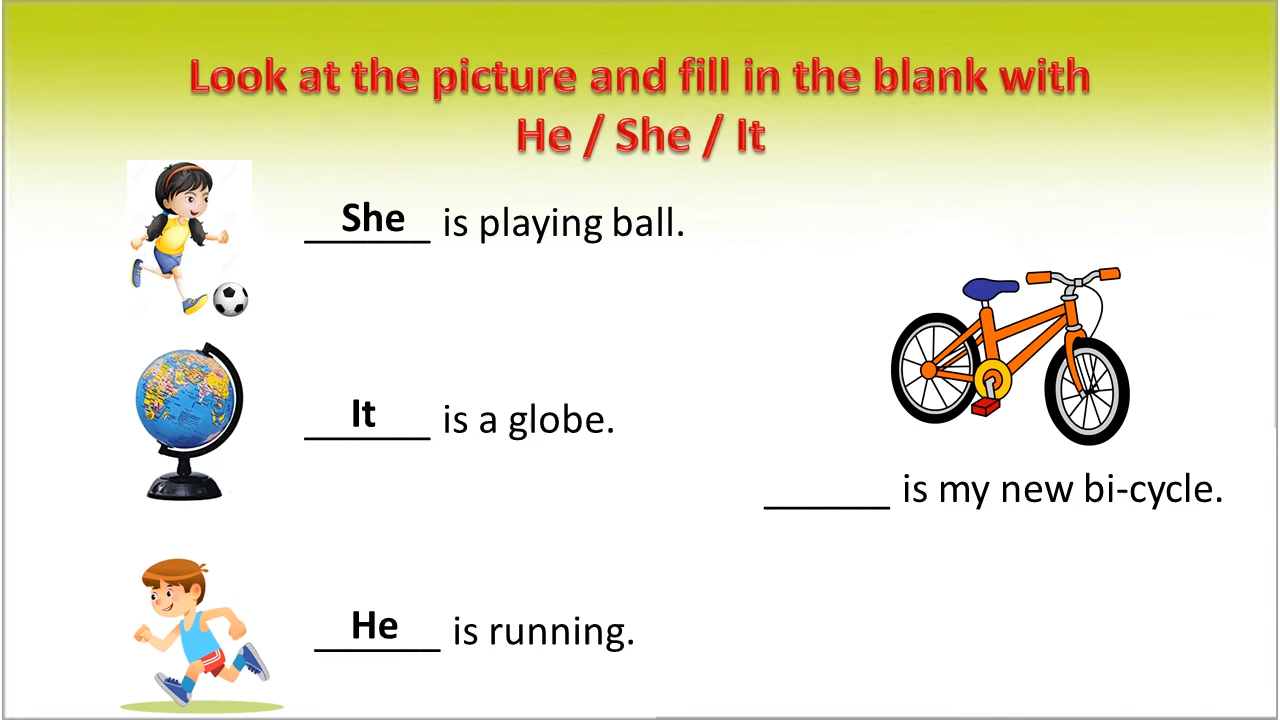 Look at the picture and fill in the blank with
He / She / It
She is playing ball.
It is a globe.
______ is my new bi-cycle.
He is running.